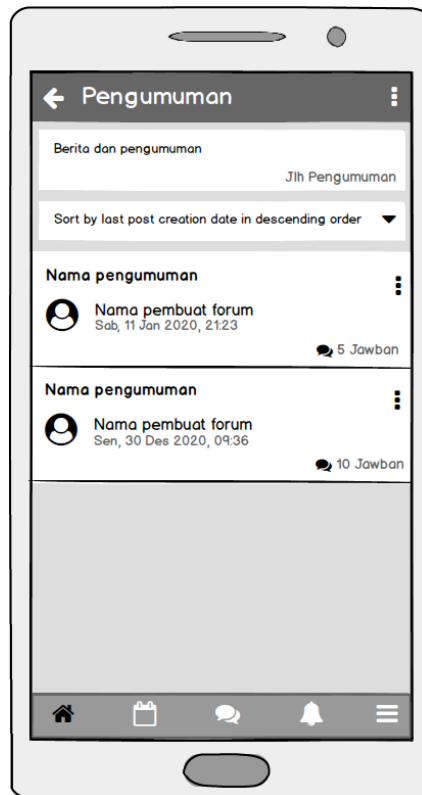 Pengumuman
Berita dan pengumuman
Jlh Pengumuman
Sort by last post creation date in descending order
Nama pengumuman
Nama pembuat forum
Sab, 11 Jan 2020, 21:23
5 Jawban
Nama pengumuman
Nama pembuat forum
Sen, 30 Des 2020, 09:36
10 Jawban